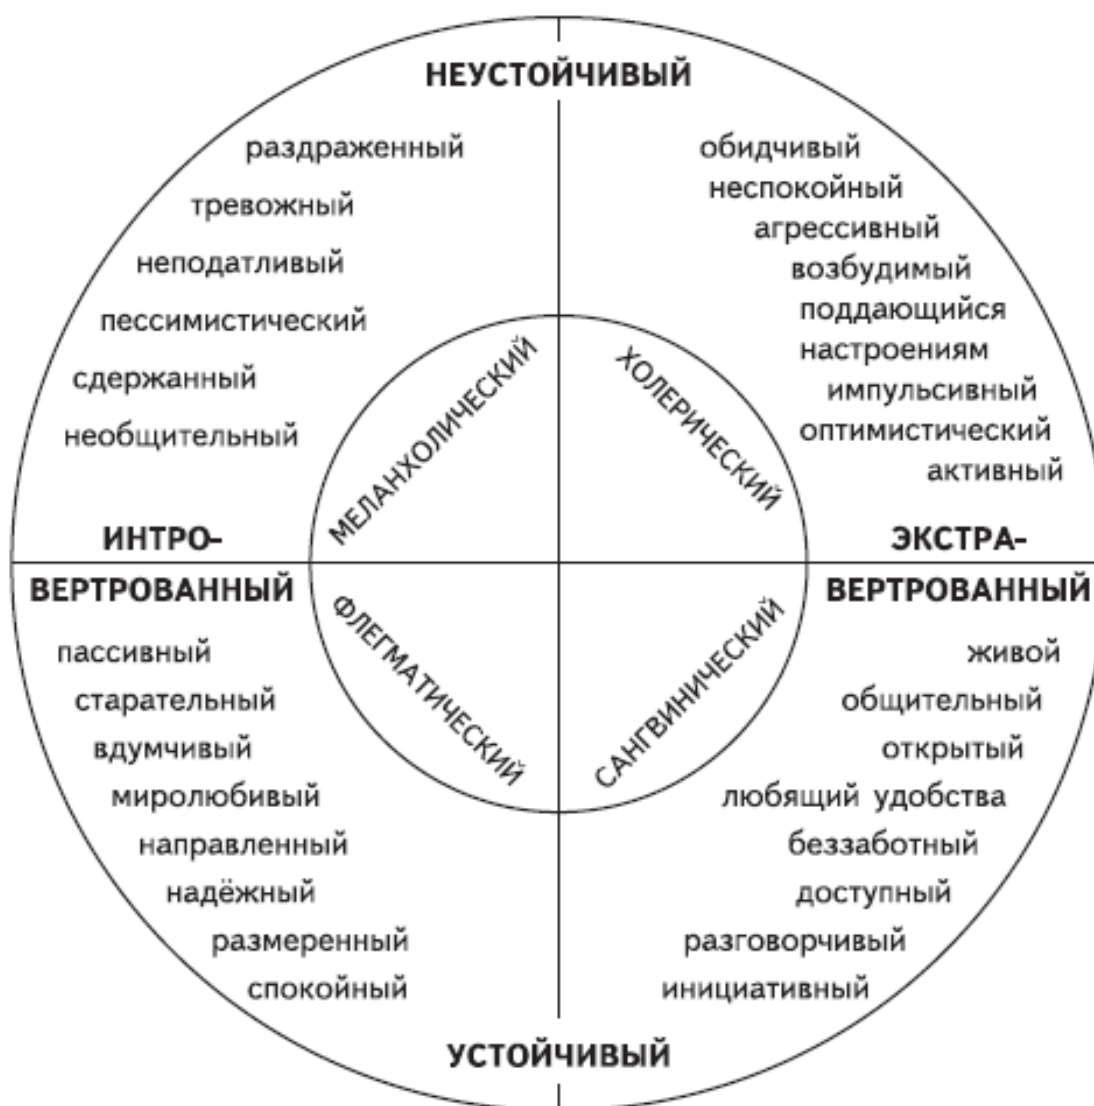 НЕУСТОЙЧИВЫЙ
раздраженный
тревожный
неподатливый
пессимистический
сдержанный
необщительный
обидчивый
неспокойный
агрессивный
возбудимый
поддающийся
настроениям
импульсивный
оптимистический
активный
МЕЛАНХОЛИЧЕСКИЙ
ХОЛЕРИЧЕСКИЙ
ИНТРО-
ВЕРТРОВАННЫЙ
ЭКСТРА-
ВЕРТРОВАННЫЙ
ФЛЕГМАТИЧЕСКИЙ
САНГВИНИЧЕСКИЙ
пассивный
старательный
вдумчивый
миролюбивый
направленный
надёжный
размеренный
спокойный
живой
общительный
открытый
любящий удобства
беззаботный
доступный
разговорчивый
инициативный
УСТОЙЧИВЫЙ